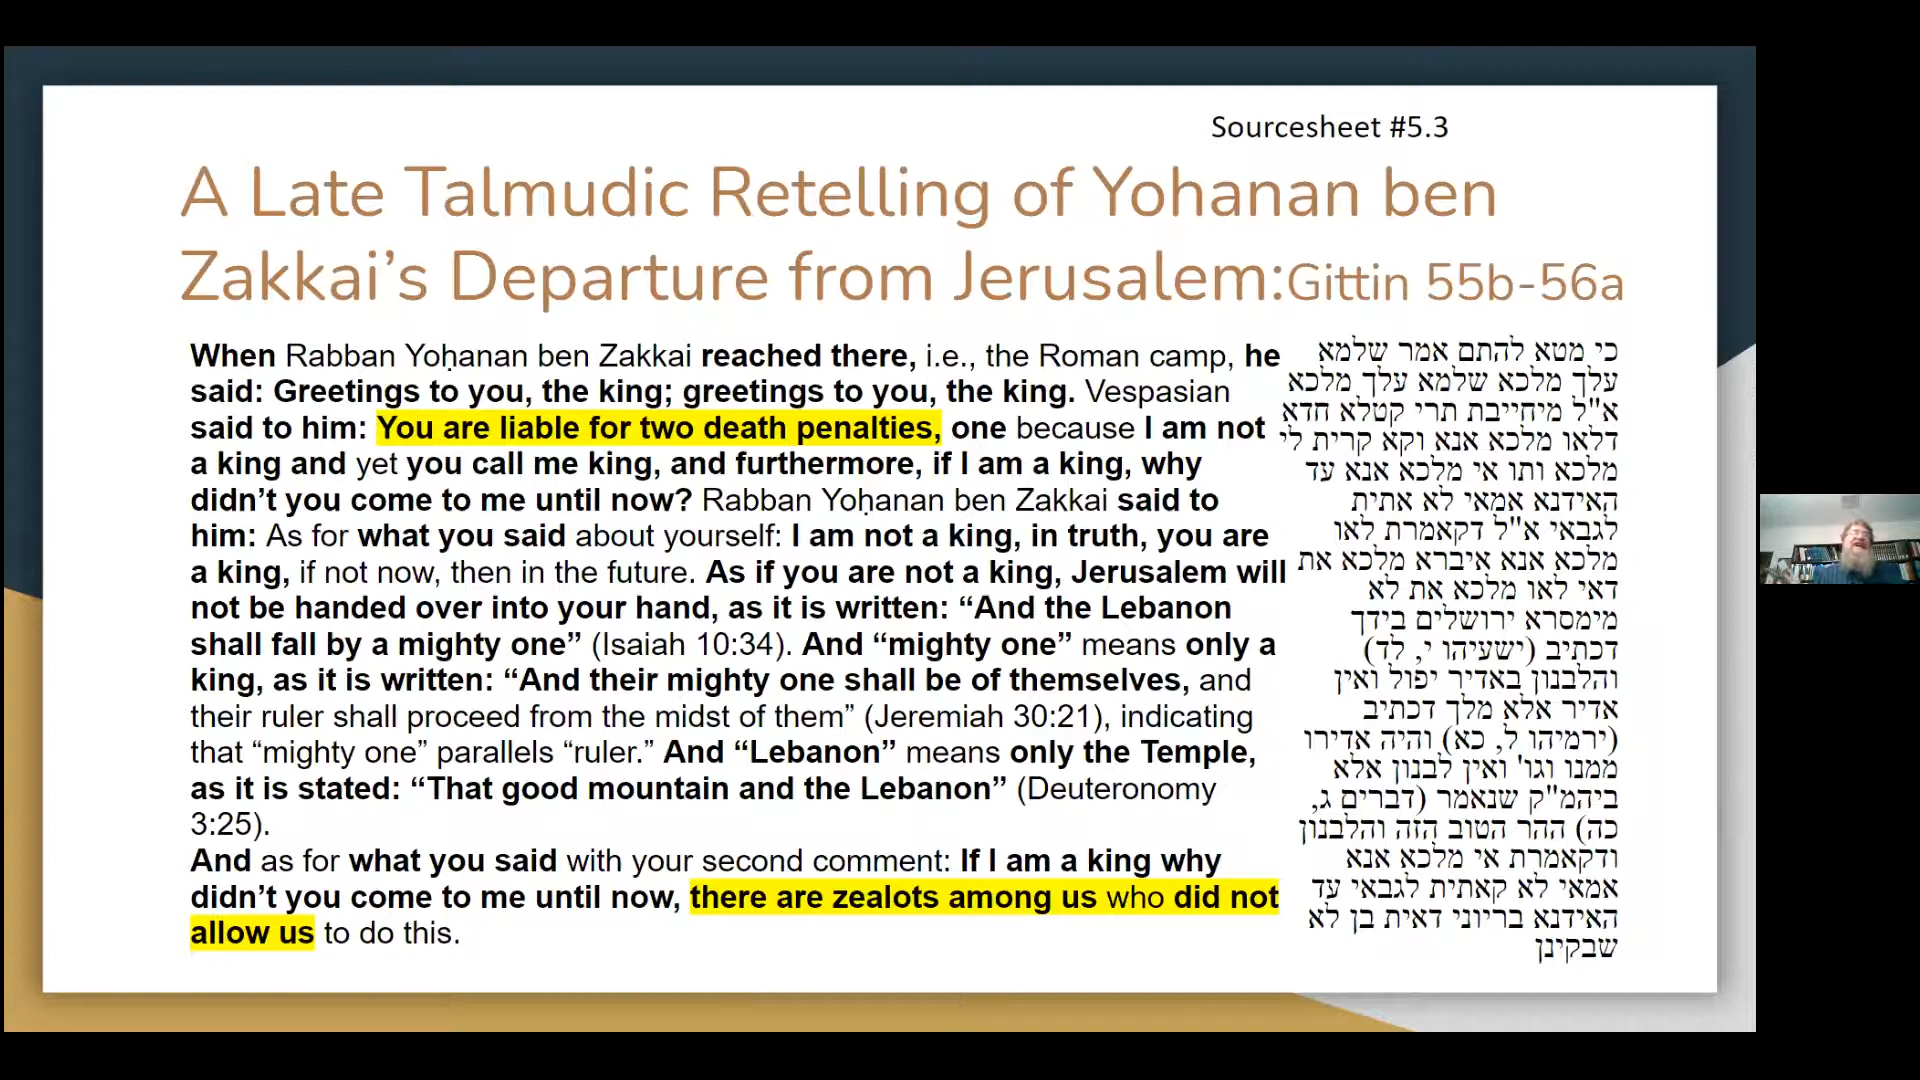 Sourcesheet #5.3
A Late Talmudic Retelling of Yohanan ben
Zakkai’s Departure from Jerusalem:Gittin 55b-56a
When Rabban Yoḥanan ben Zakkai reached there, i.e., the Roman camp, he
said: Greetings to you, the king; greetings to you, the king. Vespasian
said to him: You are liable for two death penalties, one because I am not
a king and yet you call me king, and furthermore, if I am a king, why
didn’t you come to me until now? Rabban Yoḥanan ben Zakkai said to
him: As for what you said about yourself: I am not a king, in truth, you are
a king, if not now, then in the future. As if you are not a king, Jerusalem will
not be handed over into your hand, as it is written: “And the Lebanon
shall fall by a mighty one” (Isaiah 10:34). And “mighty one” means only a
king, as it is written: “And their mighty one shall be of themselves, and
their ruler shall proceed from the midst of them” (Jeremiah 30:21), indicating
that “mighty one” parallels “ruler.” And “Lebanon” means only the Temple,
as it is stated: “That good mountain and the Lebanon” (Deuteronomy
3:25).
And as for what you said with your second comment: If I am a king why
didn’t you come to me until now, there are zealots among us who did not
allow us to do this.
כי מטא להתם אמר שלמא
עלך מלכא שלמא עלך מלכא
א"ל מיחייבת תרי קטלא חדא
דלאו מלכא אנא וקא קרית לי
מלכא ותו אי מלכא אנא עד
האידנא אמאי לא אתית
לגבאי א"ל דקאמרת לאו
מלכא אנא איברא מלכא את
דאי לאו מלכא את לא
מימסרא ירושלים בידך
דכתיב (ישעיהו י, לד)
והלבנון באדיר יפול ואין
אדיר אלא מלך דכתיב
(ירמיהו ל, כא) והיה אדירו
ממנו וגו' ואין לבנון אלא
ביהמ"ק שנאמר (דברים ג,
כה) ההר הטוב הזה והלבנון
ודקאמרת אי מלכא אנא
אמאי לא קאתית לגבאי עד
האידנא בריוני דאית בן לא
שבקינן